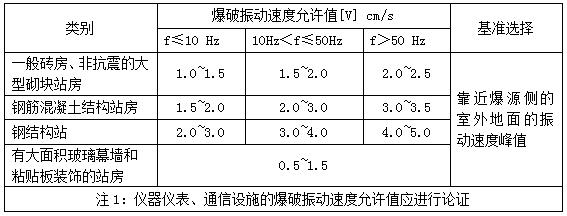 类别
爆破振动速度允许值[V] cm/s
基准选择
f≤10 Hz
10Hz＜f≤50Hz
f＞50 Hz
一般砖房、非抗震的大
型砌块站房
1.0~1.5
1.5~2.0
2.0~2.5
靠近爆源侧的
室外地面的振
动速度峰值
钢筋混凝土结构站房
1.5~2.0
2.0~3.0
3.0~3.5
钢结构站
2.0~3.0
3.0~4.0
4.0~5.0
有大面积玻璃幕墙和
粘贴板装饰的站房
0.5~1.5
注1：仪器仪表、通信设施的爆破振动速度允许值应进行论证